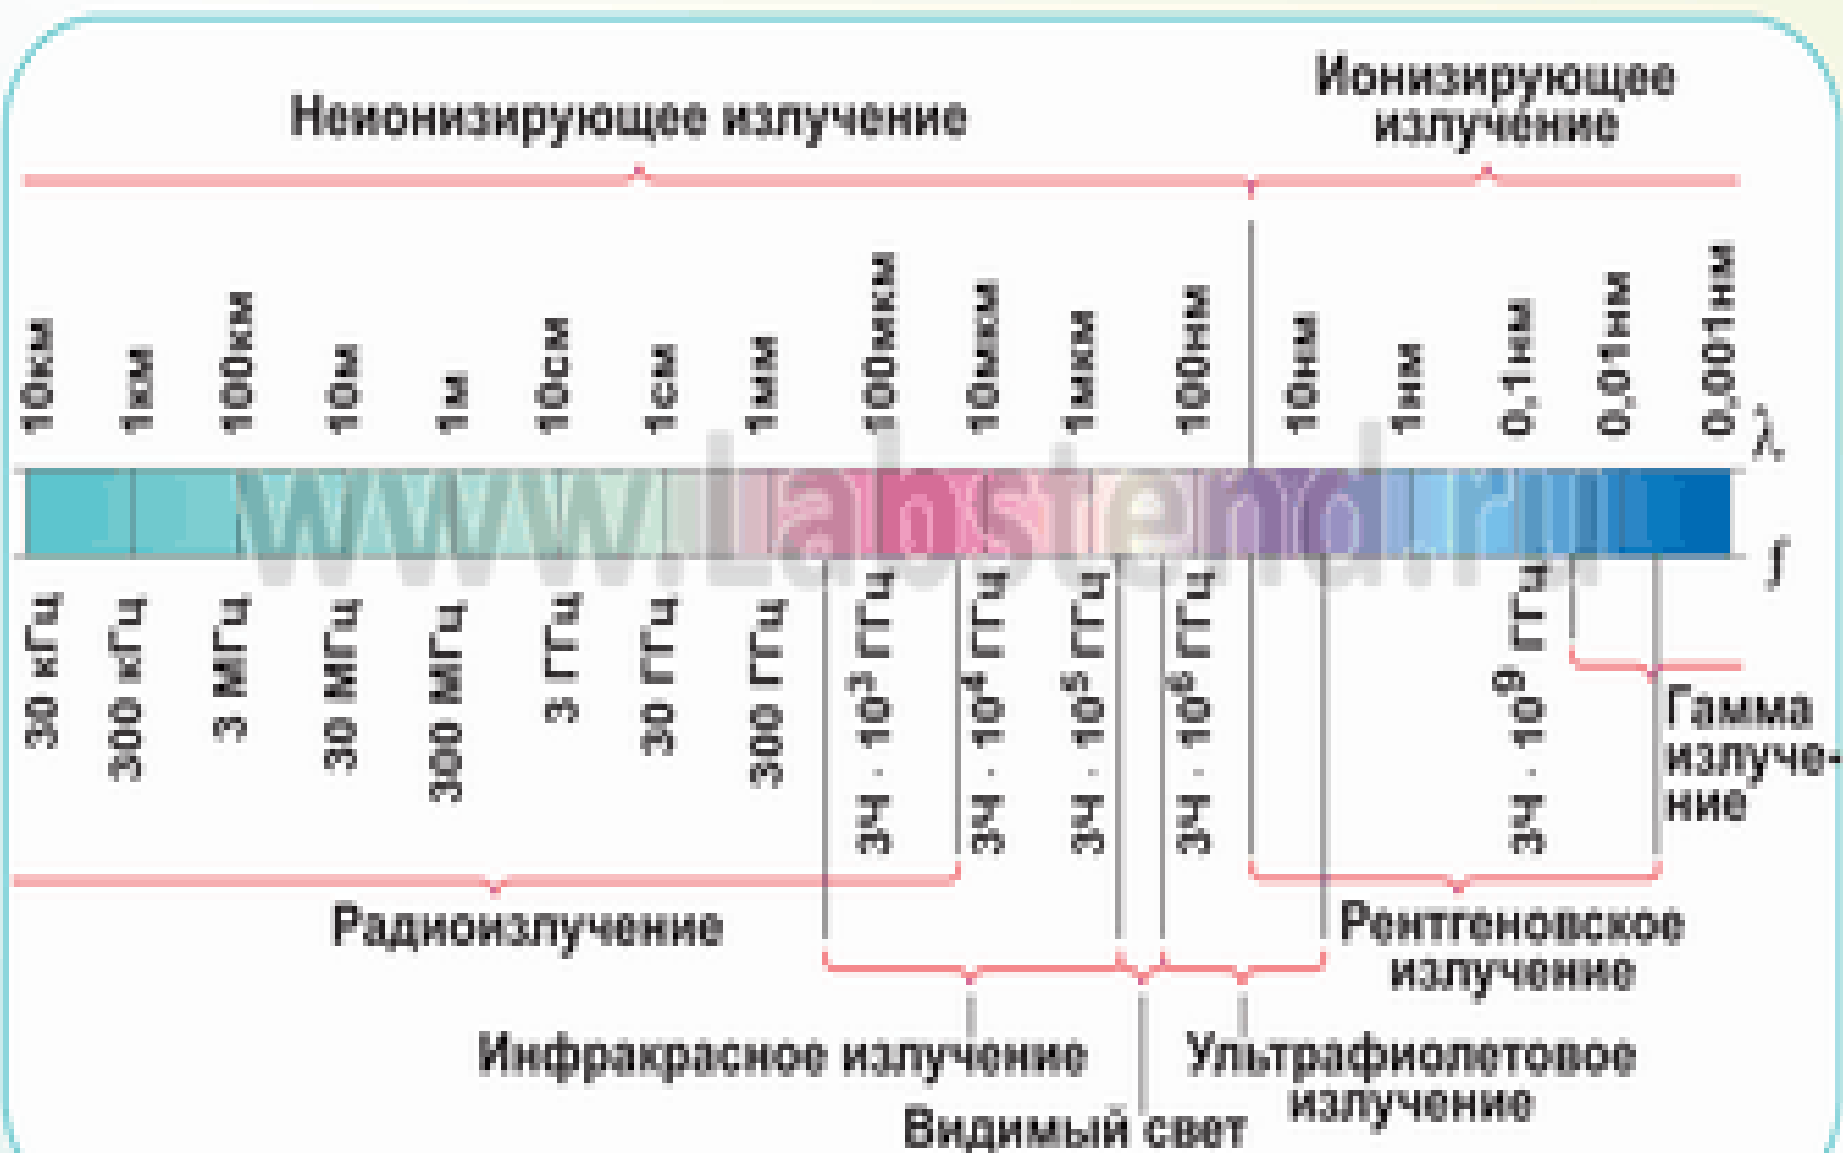 Неионизирующее излучение
Ионизирующее
излучение
10км
1км
100км
10м
1м
10см
1см
1мм
100мкм
10мкм
1мкм
100нм
10нм
1нм
0,1нм
0,01нм
0,001нм
λ
www.Labstend.ru
f
30 кГц
300 кГц
3 МГц
30 МГц
300 МГц
3 ГГц
30 ГГц
300 ГГц
3Ч · 10³ ГГц
3Ч · 10⁴ ГГц
3Ч · 10⁵ ГГц
3Ч · 10⁶ ГГц
3Ч · 10⁹ ГГц
Гамма
излуче-
ние
Радиоизлучение
Рентгеновское
излучение
Инфракрасное излучение
Ультрафиолетовое
излучение
Видимый свет